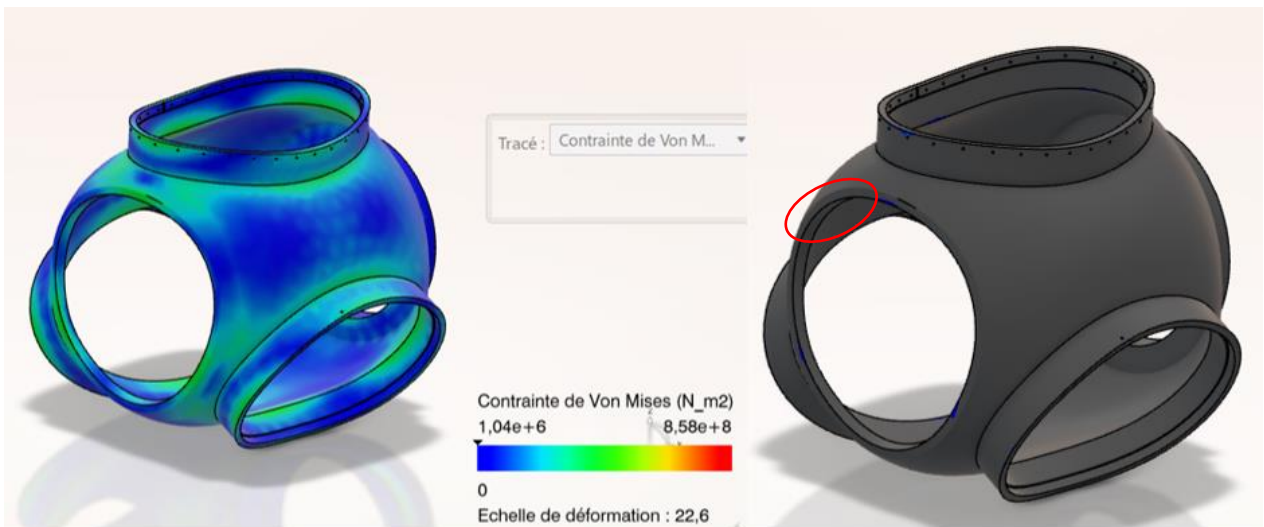 Tracé : Contrainte de Von M...
Contrainte de Von Mises (N_m2)
1,04e+6 8,58e+8
0
Echelle de déformation : 22,6